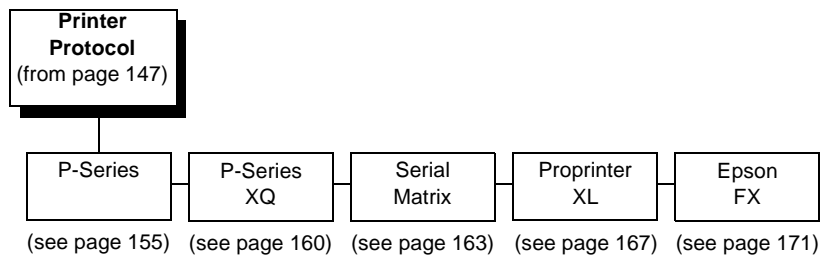 Printer
Protocol
(from page 147)
P-Series
P-Series
XQ
Serial
Matrix
Proprinter
XL
Epson
FX
(see page 155)
(see page 160)
(see page 163)
(see page 167)
(see page 171)